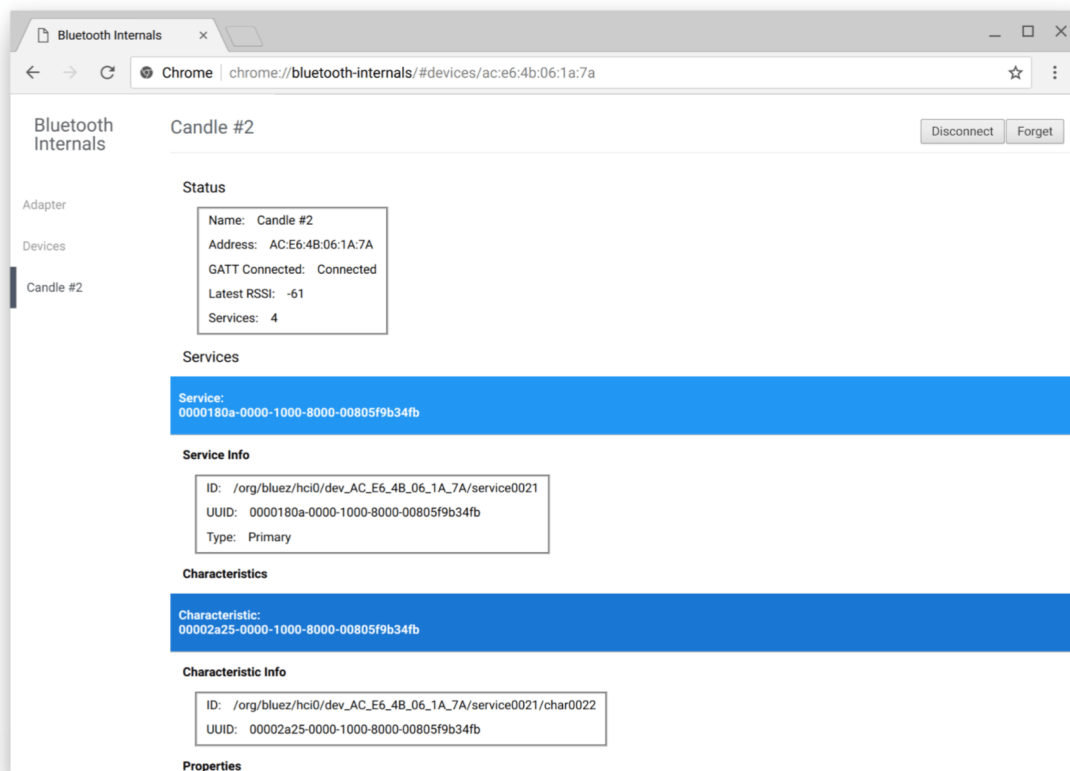 Bluetooth Internals
Chrome chrome://bluetooth-internals/#devices/ac:e6:4b:06:1a:7a
Bluetooth
Internals
Adapter
Devices
Candle #2
Candle #2
Disconnect Forget
Status
Name: Candle #2
Address: AC:E6:4B:06:1A:7A
GATT Connected: Connected
Latest RSSI: -61
Services: 4
Services
Service:
0000180a-0000-1000-8000-00805f9b34fb
Service Info
ID: /org/bluez/hci0/dev_AC_E6_4B_06_1A_7A/service0021
UUID: 0000180a-0000-1000-8000-00805f9b34fb
Type: Primary
Characteristics
Characteristic:
00002a25-0000-1000-8000-00805f9b34fb
Characteristic Info
ID: /org/bluez/hci0/dev_AC_E6_4B_06_1A_7A/service0021/char0022
UUID: 00002a25-0000-1000-8000-00805f9b34fb
Properties